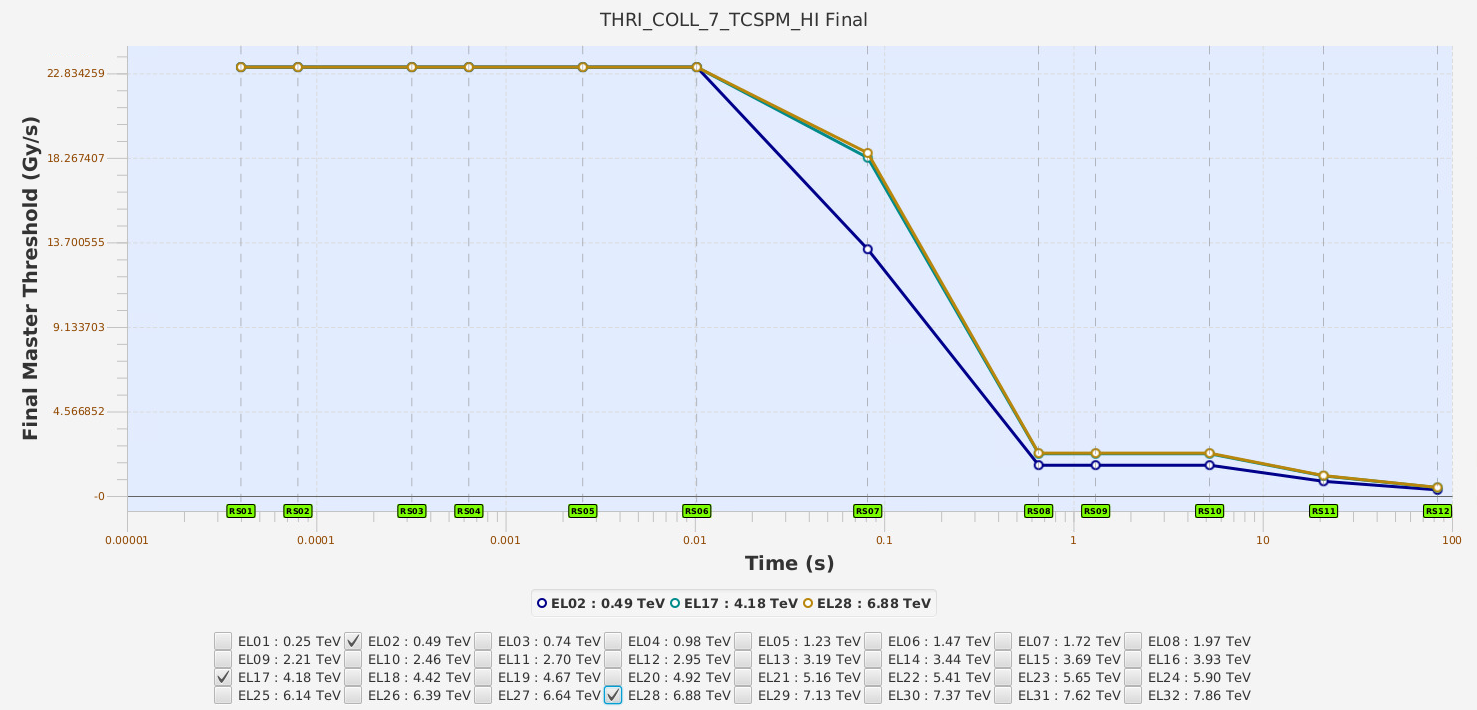 THRI_COLL_7_TCSPM_HI Final
Final Master Threshold (Gy/s)
22.834259
18.267407
13.700555
9.133703
4.566852
-0
RS01 RS02 RS03 RS04 RS05 RS06 RS07 RS08 RS09 RS10 RS11 RS12
0.00001 0.0001 0.001 0.01 0.1 1 10 100
Time (s)
EL02 : 0.49 TeV EL17 : 4.18 TeV EL28 : 6.88 TeV
EL01 : 0.25 TeV EL02 : 0.49 TeV EL03 : 0.74 TeV EL04 : 0.98 TeV EL05 : 1.23 TeV EL06 : 1.47 TeV EL07 : 1.72 TeV EL08 : 1.97 TeV
EL09 : 2.21 TeV EL10 : 2.46 TeV EL11 : 2.70 TeV EL12 : 2.95 TeV EL13 : 3.19 TeV EL14 : 3.44 TeV EL15 : 3.69 TeV EL16 : 3.93 TeV
EL17 : 4.18 TeV EL18 : 4.42 TeV EL19 : 4.67 TeV EL20 : 4.92 TeV EL21 : 5.16 TeV EL22 : 5.41 TeV EL23 : 5.65 TeV EL24 : 5.90 TeV
EL25 : 6.14 TeV EL26 : 6.39 TeV EL27 : 6.64 TeV EL28 : 6.88 TeV EL29 : 7.13 TeV EL30 : 7.37 TeV EL31 : 7.62 TeV EL32 : 7.86 TeV